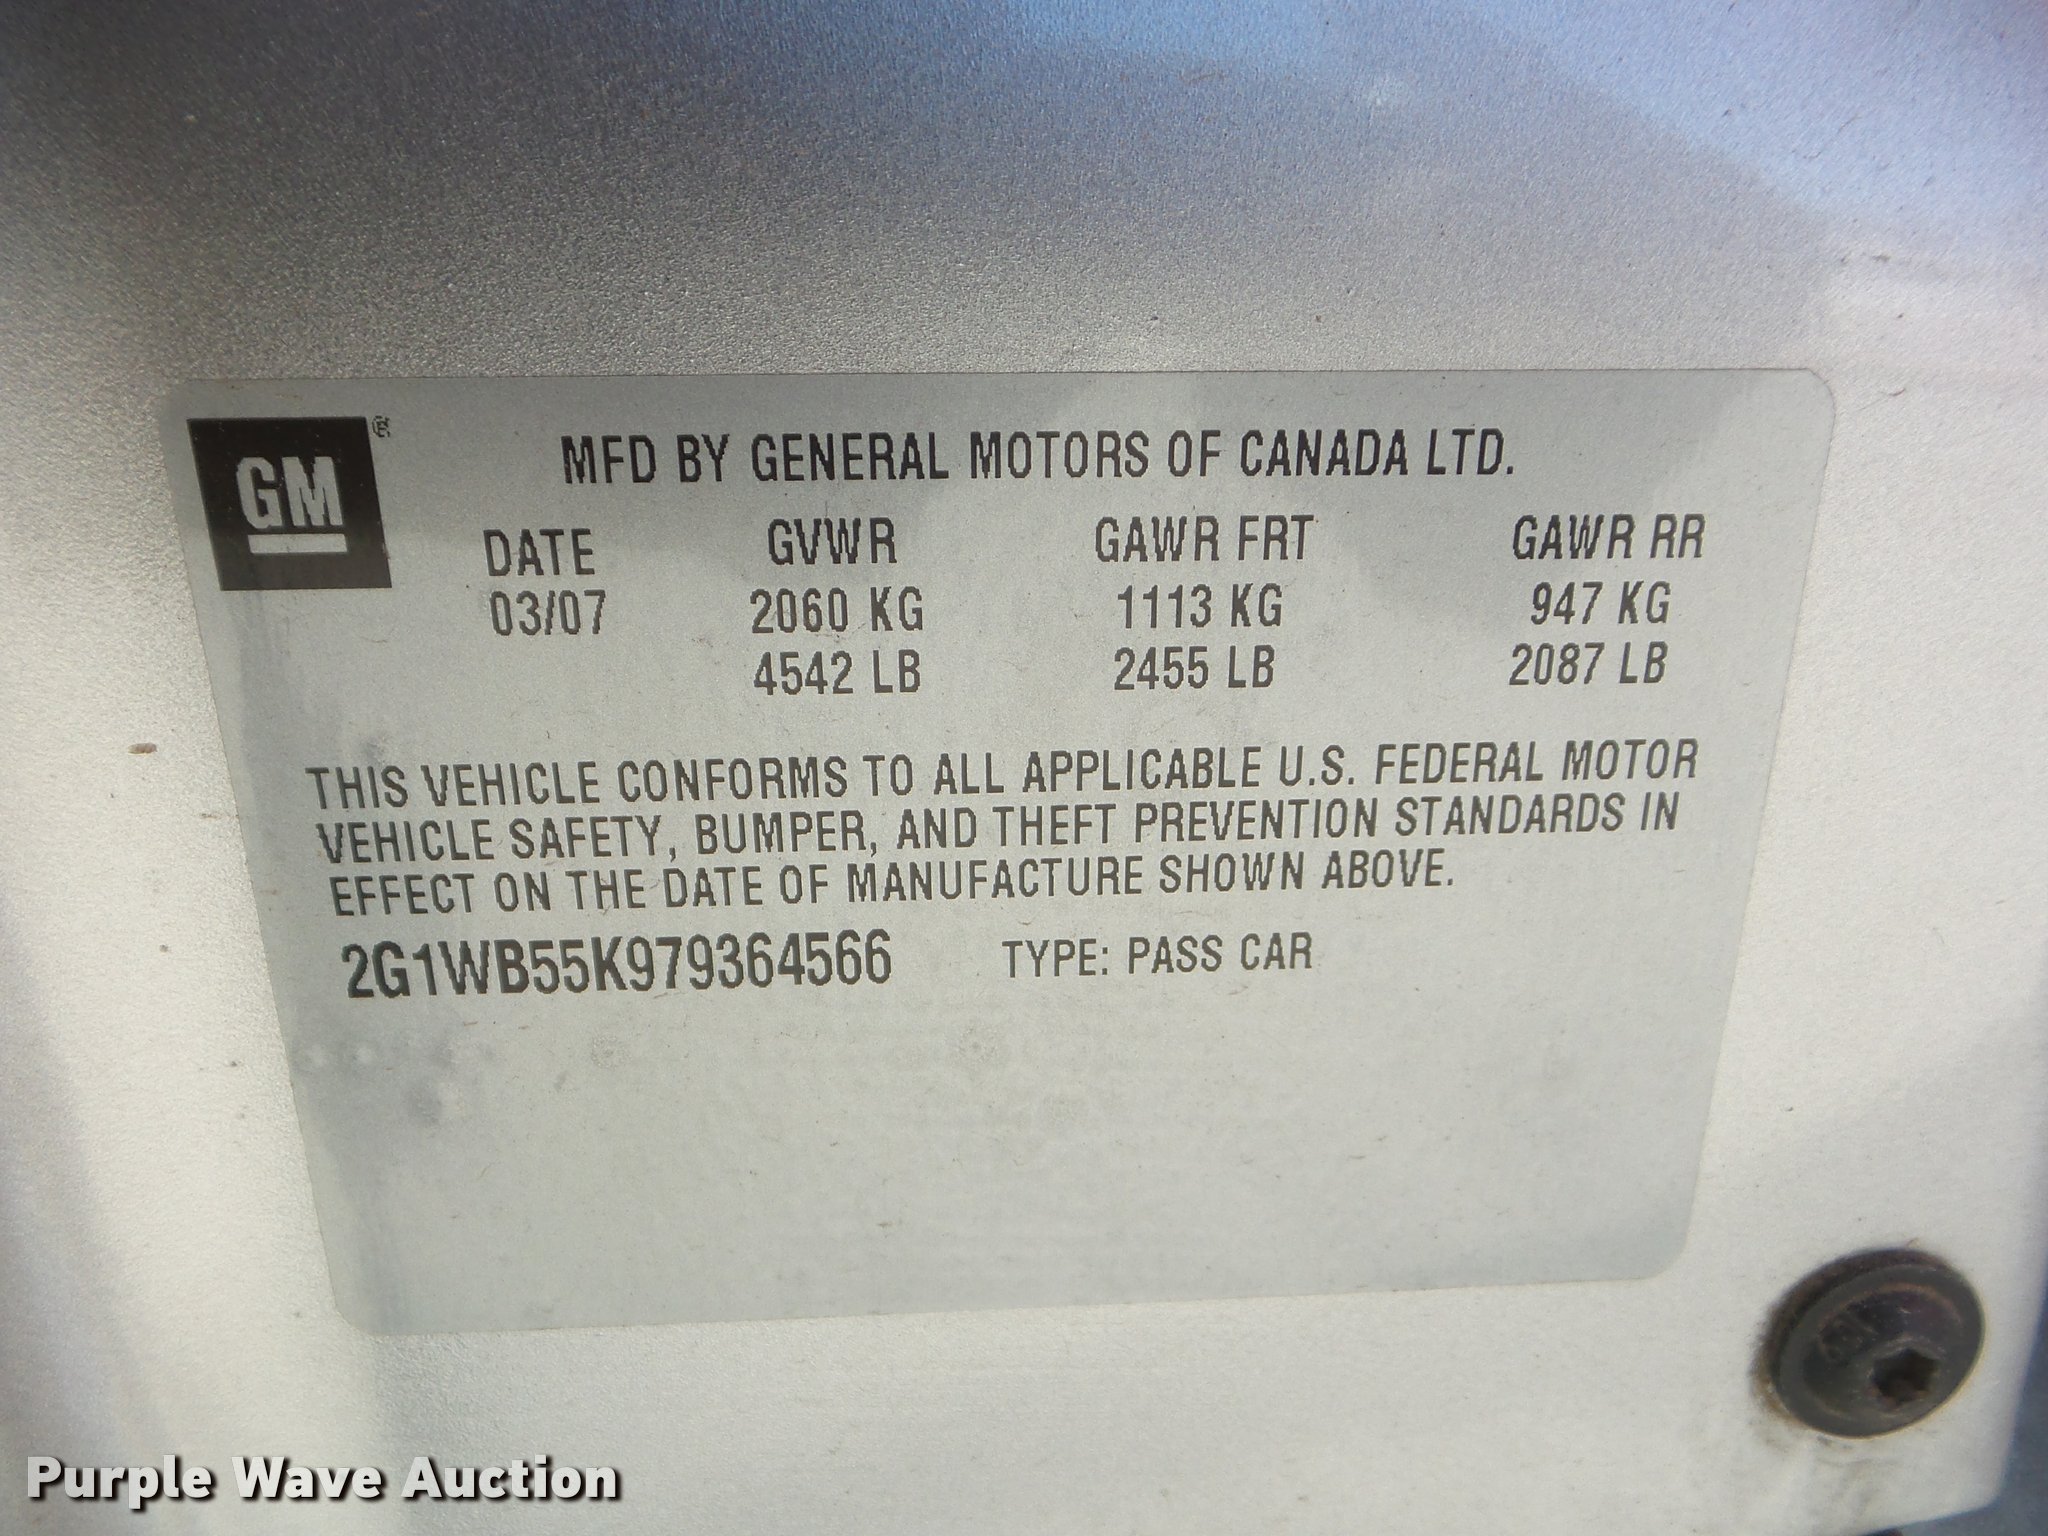 GM ®
MFD BY GENERAL MOTORS OF CANADA LTD.
DATE GVWR GAWR FRT GAWR RR
03/07 2060 KG 1113 KG 947 KG
4542 LB 2455 LB 2087 LB
THIS VEHICLE CONFORMS TO ALL APPLICABLE U.S. FEDERAL MOTOR
VEHICLE SAFETY, BUMPER, AND THEFT PREVENTION STANDARDS IN
EFFECT ON THE DATE OF MANUFACTURE SHOWN ABOVE.
2G1WB55K979364566 TYPE: PASS CAR
Purple Wave Auction